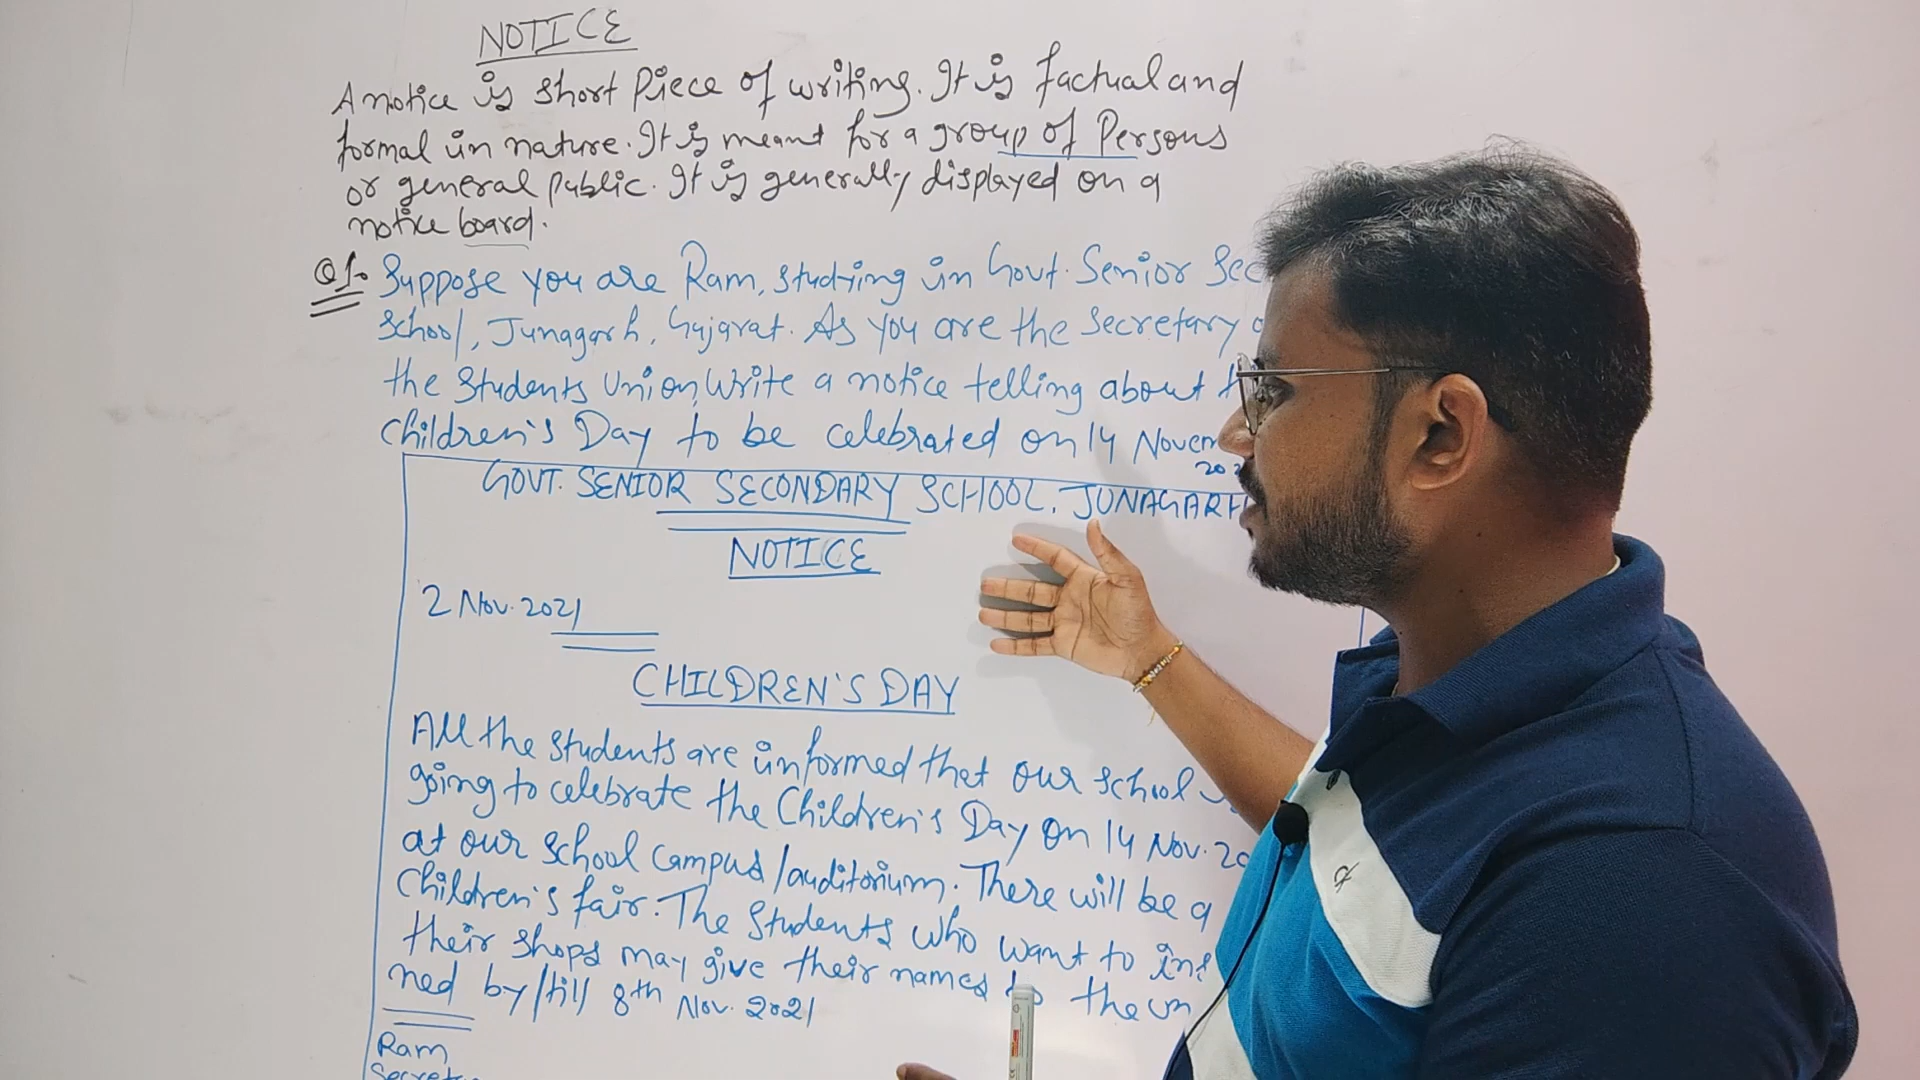 NOTICE
A notice is short Piece of writing. It is factual and
formal in nature. It is meant for a group of Persons
or general public. It is generally displayed on a
notice board.
Q1. Suppose you are Ram, studying in Govt. Senior Sec
School, Junagarh, Gujarat. As you are the Secretary
the Students Union, Write a notice telling about
Children's Day to be celebrated on 14 Novem
GOVT. SENIOR SECONDARY SCHOOL, JUNAGARH
NOTICE
2 Nov. 2021
CHILDREN'S DAY
All the students are informed that our school
going to celebrate the Children's Day on 14 Nov. 20
at our school campus/auditorium. There will be a
Children's fair. The Students who want to ins
their shops may give their names to the un
ned by/till 8th Nov. 2021
Ram
Secret